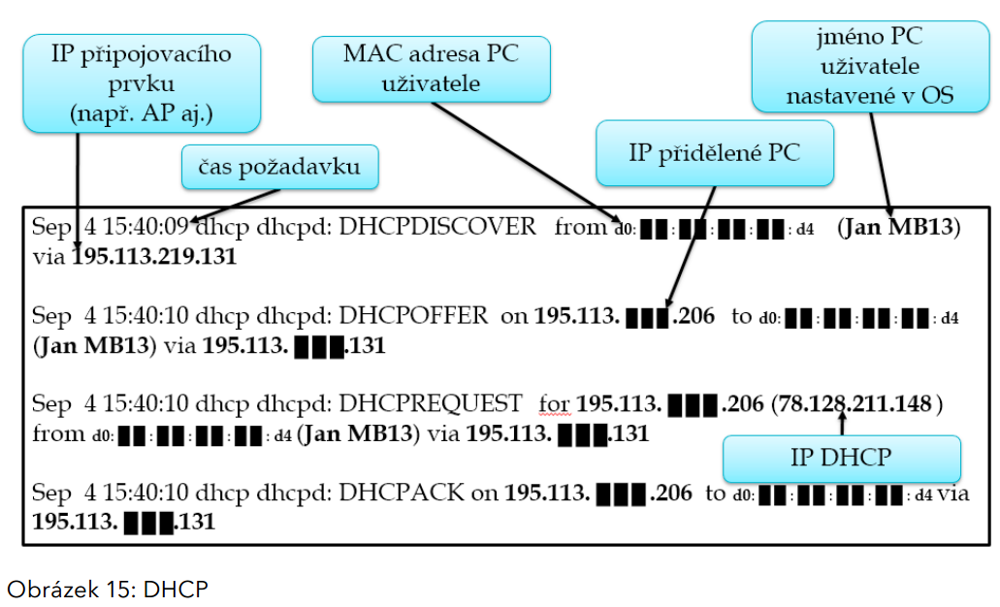 IP připojovacího
prvku
(např. AP aj.)
MAC adresa PC
uživatele
jméno PC
uživatele
nastavené v OS
čas požadavku
IP přidělené PC
Sep 4 15:40:09 dhcp dhcpd: DHCPDISCOVER from d0:██:██:██:██:d4 (Jan MB13)
via 195.113.219.131
Sep 4 15:40:10 dhcp dhcpd: DHCPOFFER on 195.113.███.206 to d0:██:██:██:██:d4
(Jan MB13) via 195.113.███.131
Sep 4 15:40:10 dhcp dhcpd: DHCPREQUEST for 195.113.███.206 (78.128.211.148)
from d0:██:██:██:██:d4 (Jan MB13) via 195.113.███.131
IP DHCP
Sep 4 15:40:10 dhcp dhcpd: DHCPACK on 195.113.███.206 to d0:██:██:██:██:d4 via
195.113.███.131
Obrázek 15: DHCP